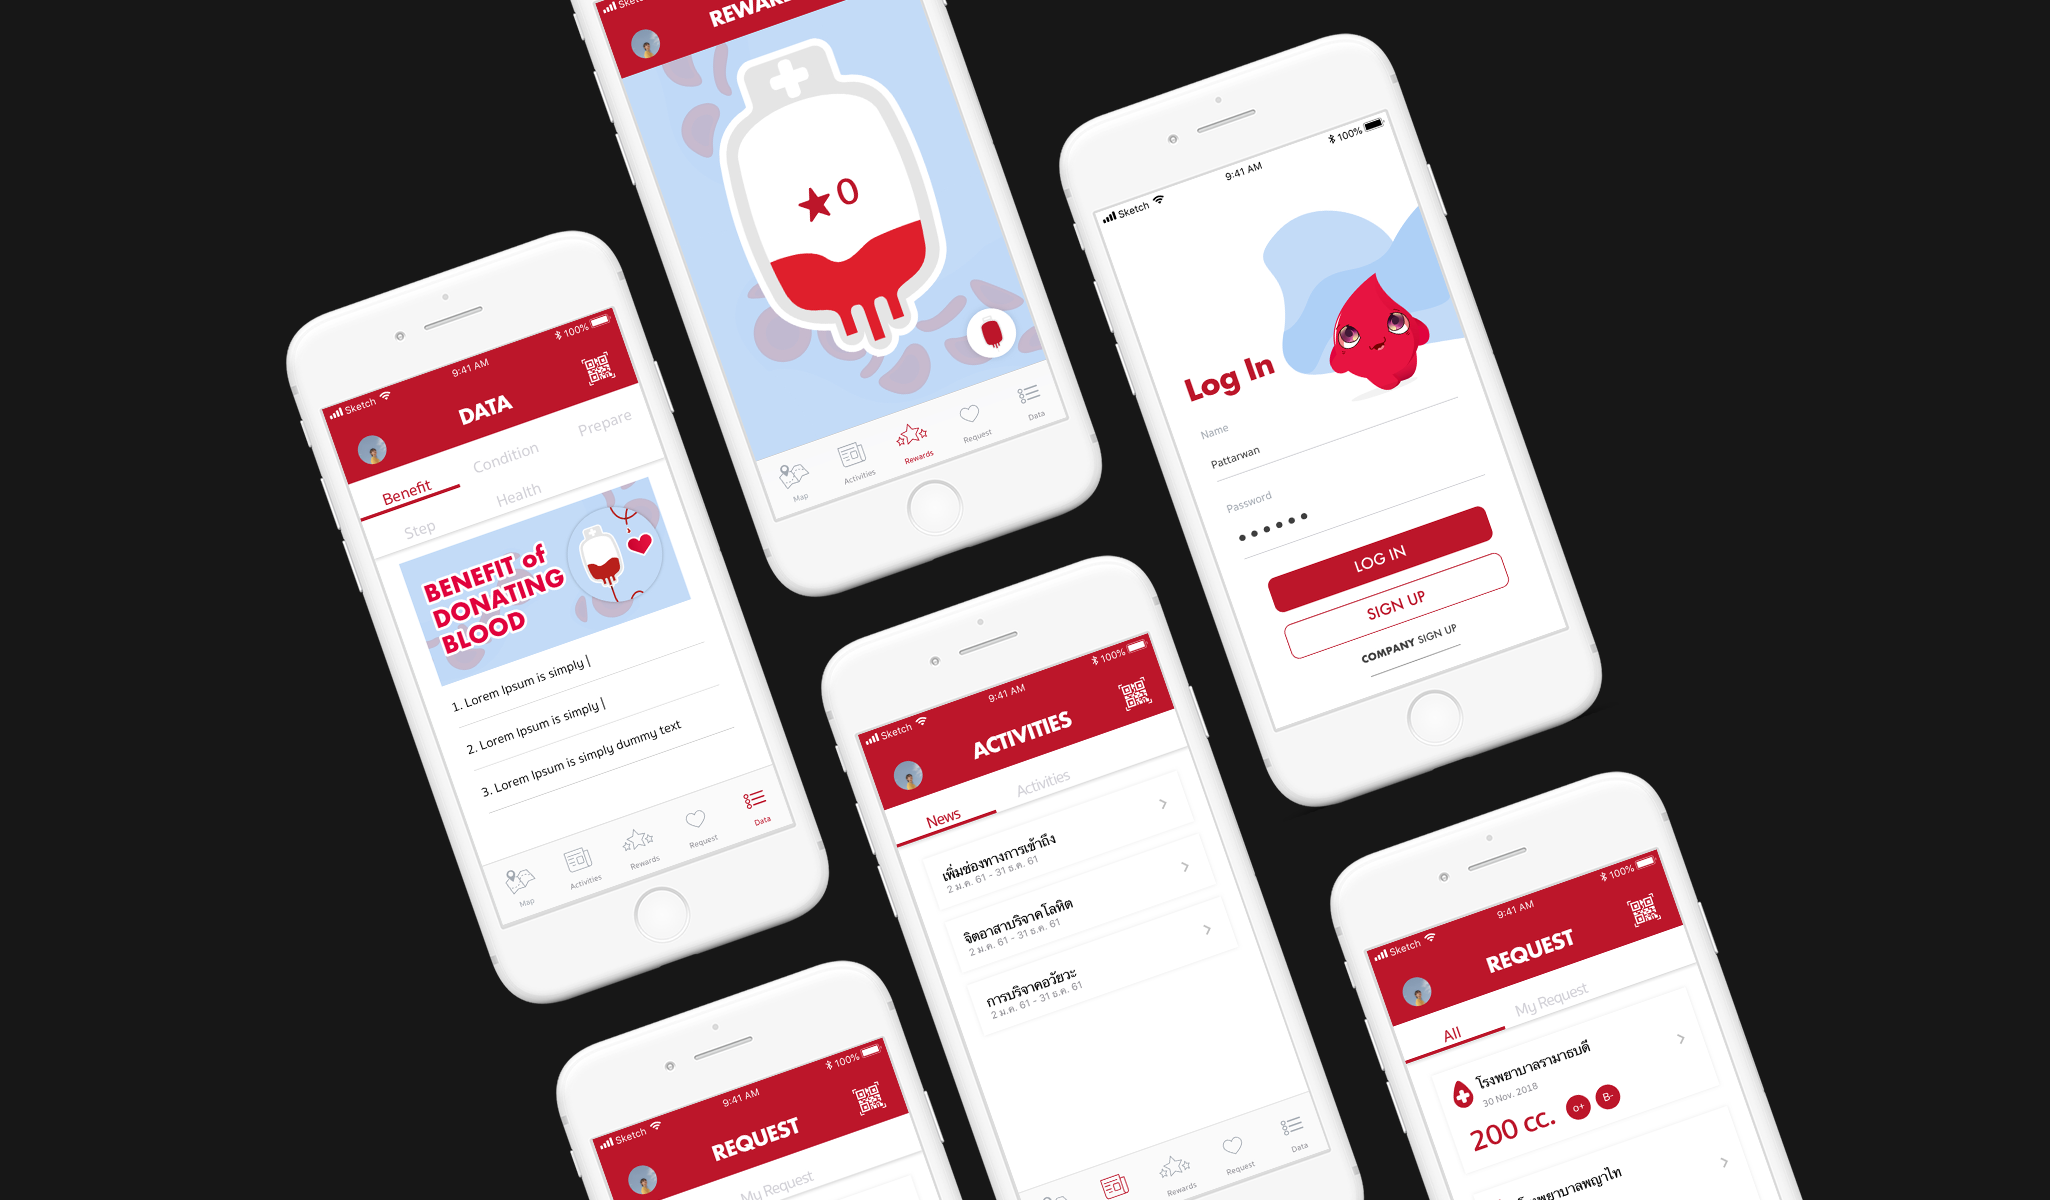 Sketch
REWARDS
0
Map
Activities
Rewards
Request
Data
Sketch
9:41 AM
100%
Log In
Name
Pattarwan
Password
LOG IN
SIGN UP
COMPANY SIGN UP
Sketch
9:41 AM
100%
DATA
Benefit
Condition
Prepare
Step
Health
BENEFIT of
DONATING
BLOOD
1. Lorem Ipsum is simply |
2. Lorem Ipsum is simply |
3. Lorem Ipsum is simply dummy text
Map
Activities
Rewards
Request
Data
Sketch
9:41 AM
100%
ACTIVITIES
News
Activities
เพิ่มช่องทางการเข้าถึง
2 ม.ค. 61 - 31 ธ.ค. 61
จิตอาสาบริจาคโลหิต
2 ม.ค. 61 - 31 ธ.ค. 61
การบริจาคอวัยวะ
2 ม.ค. 61 - 31 ธ.ค. 61
Rewards
Request
Data
Sketch
9:41 AM
100%
REQUEST
My Request
Sketch
9:41 AM
100%
REQUEST
All
My Request
โรงพยาบาลรามาธบดี
30 Nov. 2018
200 cc.
o+
B-
โรงพยาบาลพญาไท